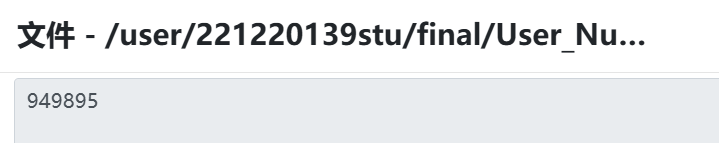 文件 - /user/221220139stu/final/User_Nu...
949895